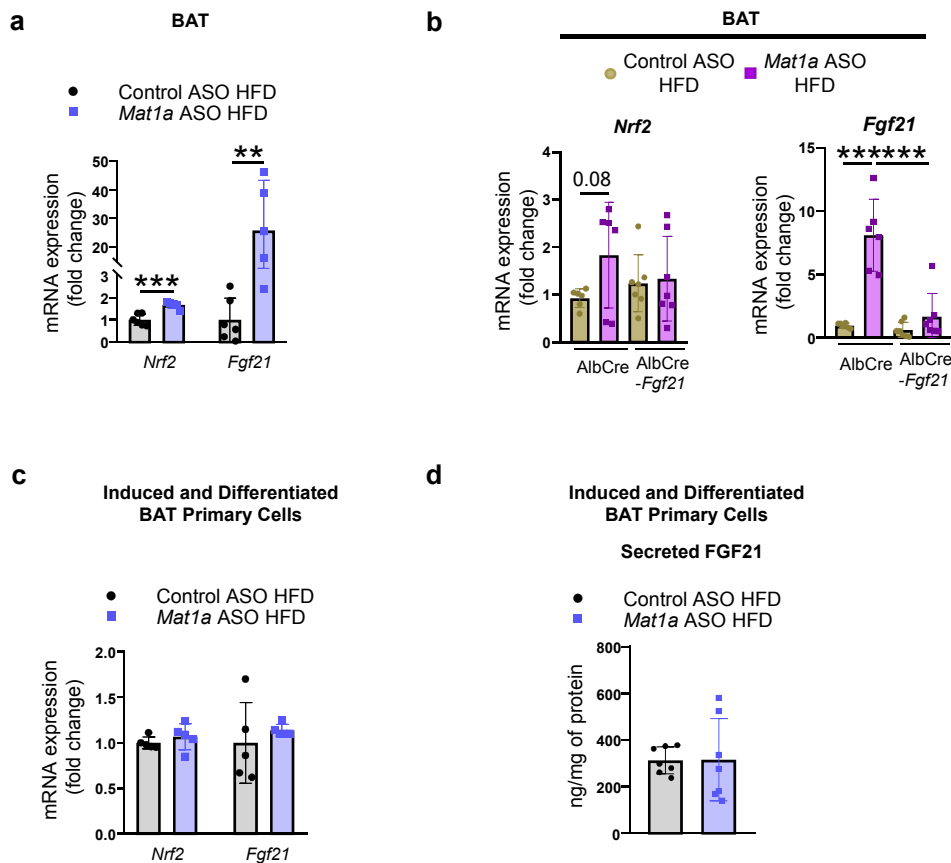 a
BAT
Control ASO HFD
Mat1a ASO HFD
mRNA expression
(fold change)
50
40
30
20
2
1
0
***
**
Nrf2
Fgf21
b
BAT
Control ASO
HFD
Mat1a ASO
HFD
Nrf2
mRNA expression
(fold change)
4
3
2
1
0
0.08
AlbCre
AlbCre
-Fgf21
Fgf21
mRNA expression
(fold change)
15
10
5
0
*** ****
AlbCre
AlbCre
-Fgf21
c
Induced and Differentiated
BAT Primary Cells
Control ASO HFD
Mat1a ASO HFD
mRNA expression
(fold change)
2.0
1.5
1.0
0.5
0.0
Nrf2
Fgf21
d
Induced and Differentiated
BAT Primary Cells
Secreted FGF21
Control ASO HFD
Mat1a ASO HFD
ng/mg of protein
800
600
400
200
0